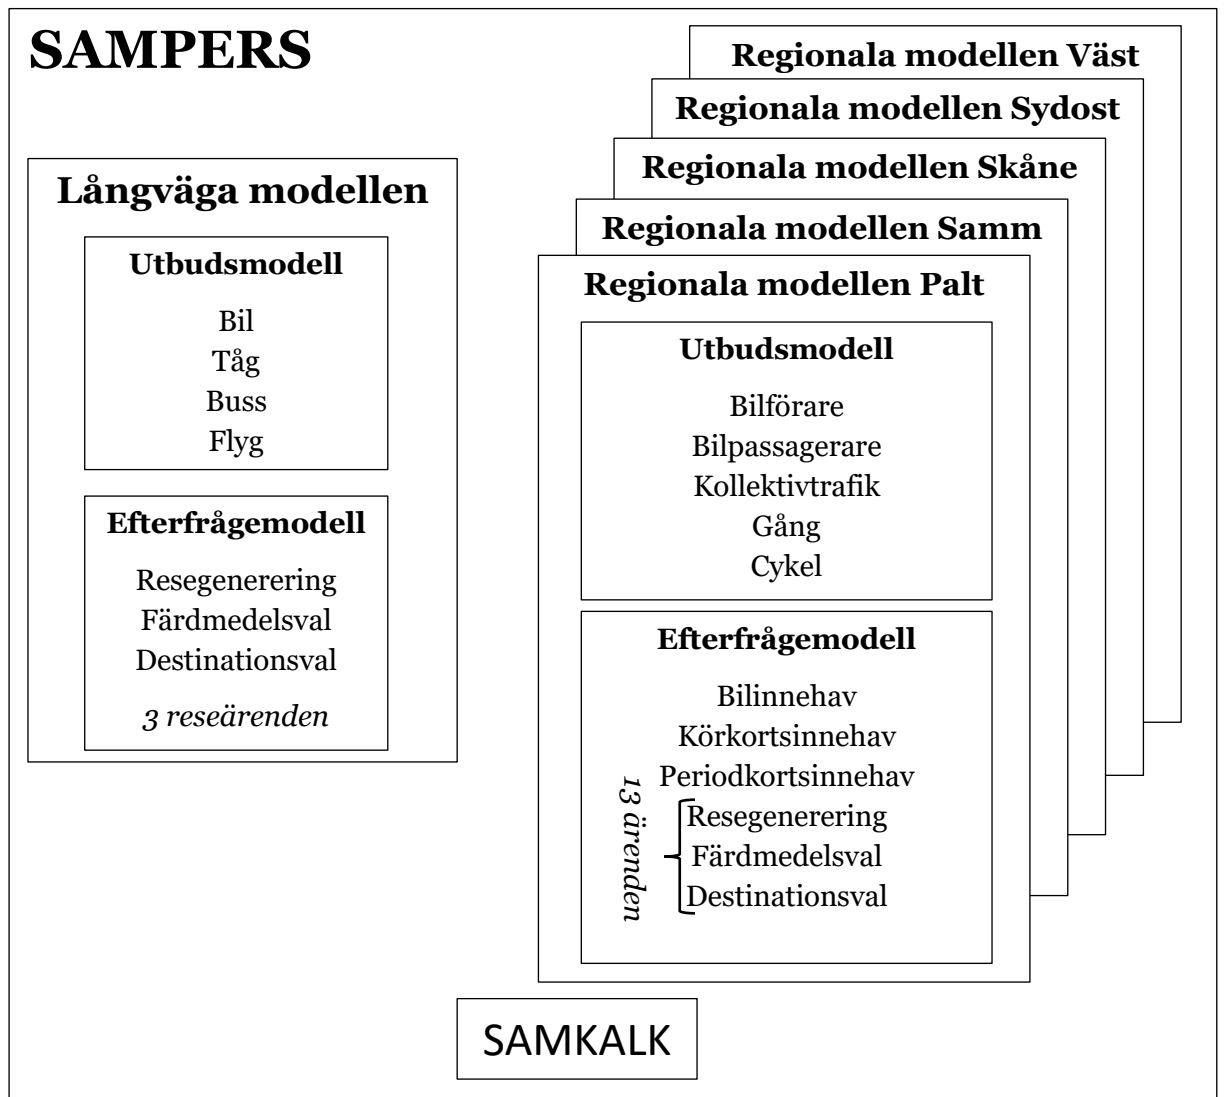 SAMPERS
Långväga modellen
Utbudsmodell
Bil
Tåg
Buss
Flyg
Efterfrågemodell
Resegenerering
Färdmedelsval
Destinationsval
3 reseärenden
Regionala modellen Väst
Regionala modellen Sydost
Regionala modellen Skåne
Regionala modellen Samm
Regionala modellen Palt
Utbudsmodell
Bilförare
Bilpassagerare
Kollektivtrafik
Gång
Cykel
Efterfrågemodell
Bilinnehav
Körkortsinnehav
Periodkortsinnehav
13 ärenden
Resegenerering
Färdmedelsval
Destinationsval
SAMKALK